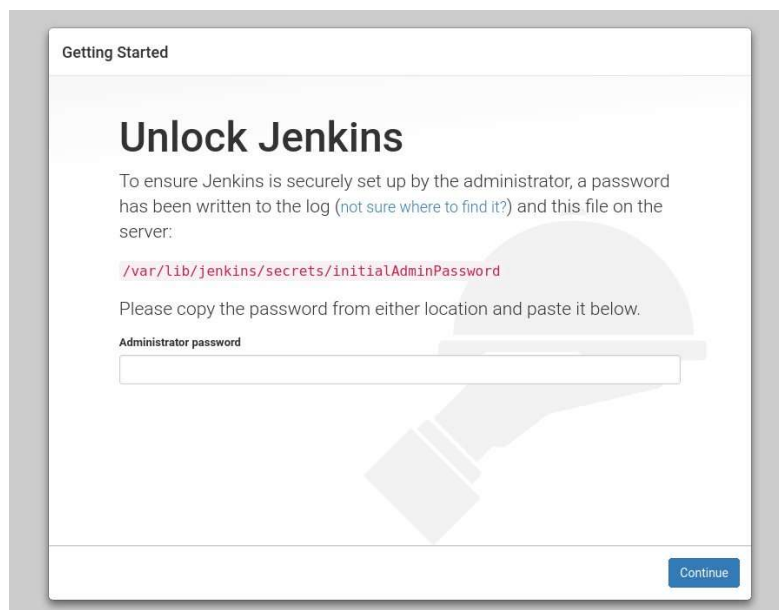 Getting Started
Unlock Jenkins
To ensure Jenkins is securely set up by the administrator, a password
has been written to the log (not sure where to find it?) and this file on the
server:
/var/lib/jenkins/secrets/initialAdminPassword
Please copy the password from either location and paste it below.
Administrator password
Continue